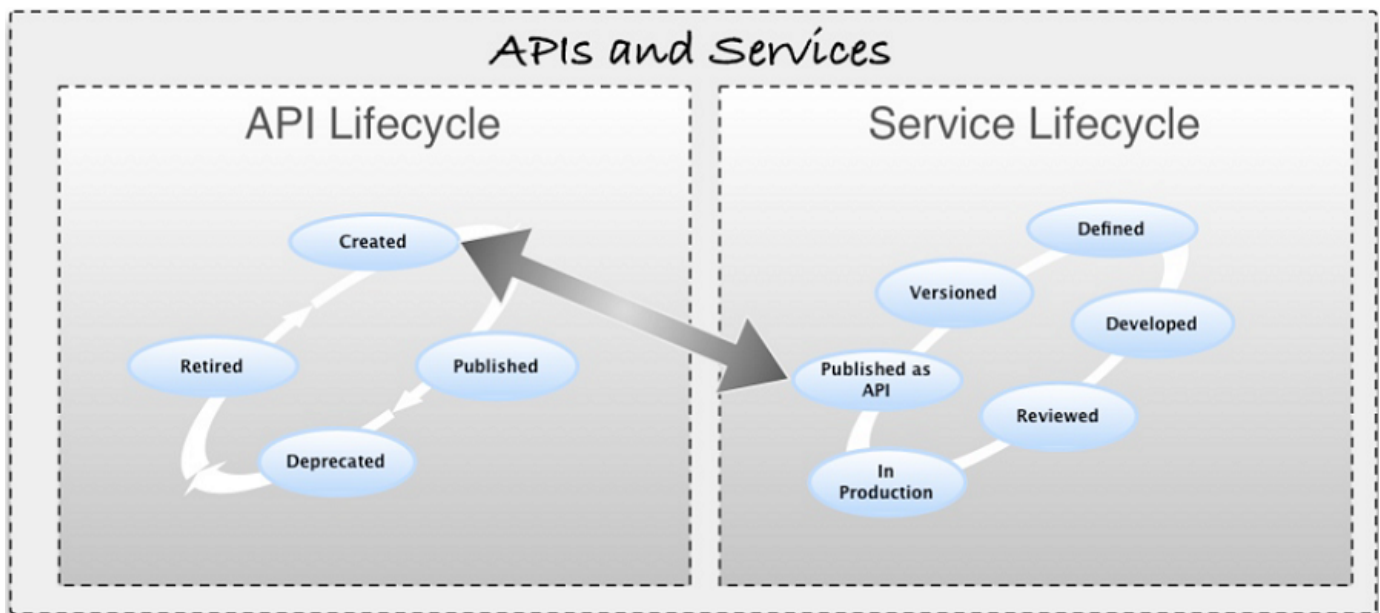 APIs and Services
API Lifecycle
Created
Retired
Published
Deprecated
Service Lifecycle
Defined
Versioned
Developed
Published as
API
Reviewed
In
Production